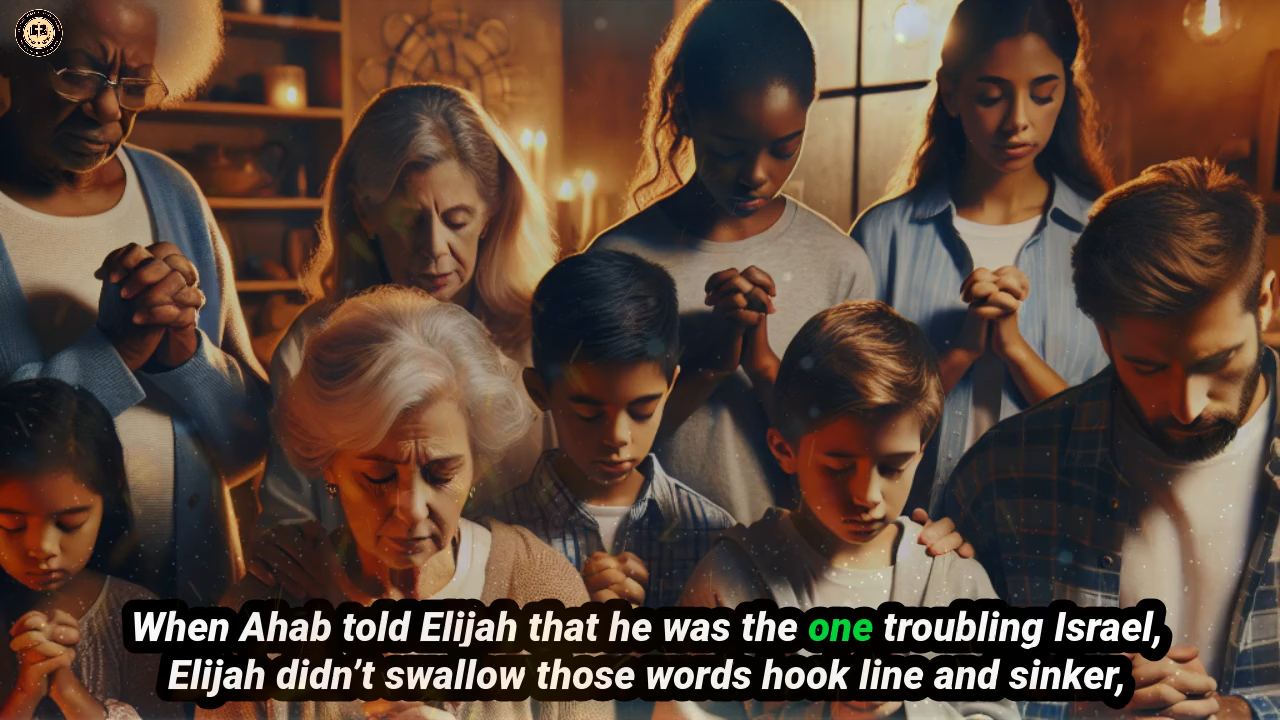 When Ahab told Elijah that he was the one troubling Israel,
Elijah didn’t swallow those words hook line and sinker,